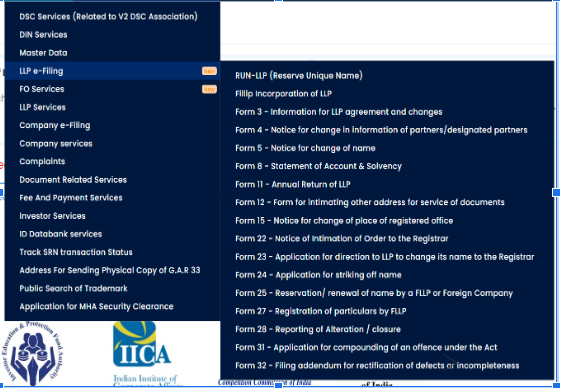 DSC Services (Related to V2 DSC Association)
DIN Services
Master Data
LLP e-Filing
FO Services
LLP Services
Company e-Filing
Company services
Complaints
Document Related Services
Fee And Payment Services
Investor Services
ID Databank services
Track SRN transaction Status
Address For Sending Physical Copy of G.A.R 33
Public Search of Trademark
Application for MHA Security Clearance
RUN-LLP (Reserve Unique Name)
Fillip Incorporation of LLP
Form 3 - Information for LLP agreement and changes
Form 4 - Notice for change in information of partners/designated partners
Form 5 - Notice for change of name
Form 8 - Statement of Account & Solvency
Form 11 - Annual Return of LLP
Form 12 - Form for intimating other address for service of documents
Form 15 - Notice for change of place of registered office
Form 22 - Notice of Intimation of Order to the Registrar
Form 23 - Application for direction to LLP to change its name to the Registrar
Form 24 - Application for striking off name
Form 25 - Reservation/ renewal of name by a FLLP or Foreign Company
Form 27 - Registration of particulars by FLLP
Form 28 - Reporting of Alteration / closure
Form 31 - Application for compounding of an offence under the Act
Form 32 - Filing addendum for rectification of defects or incompleteness
Investor Education & Protection Fund Authority
IICA
Indian Institute of
of India
of India